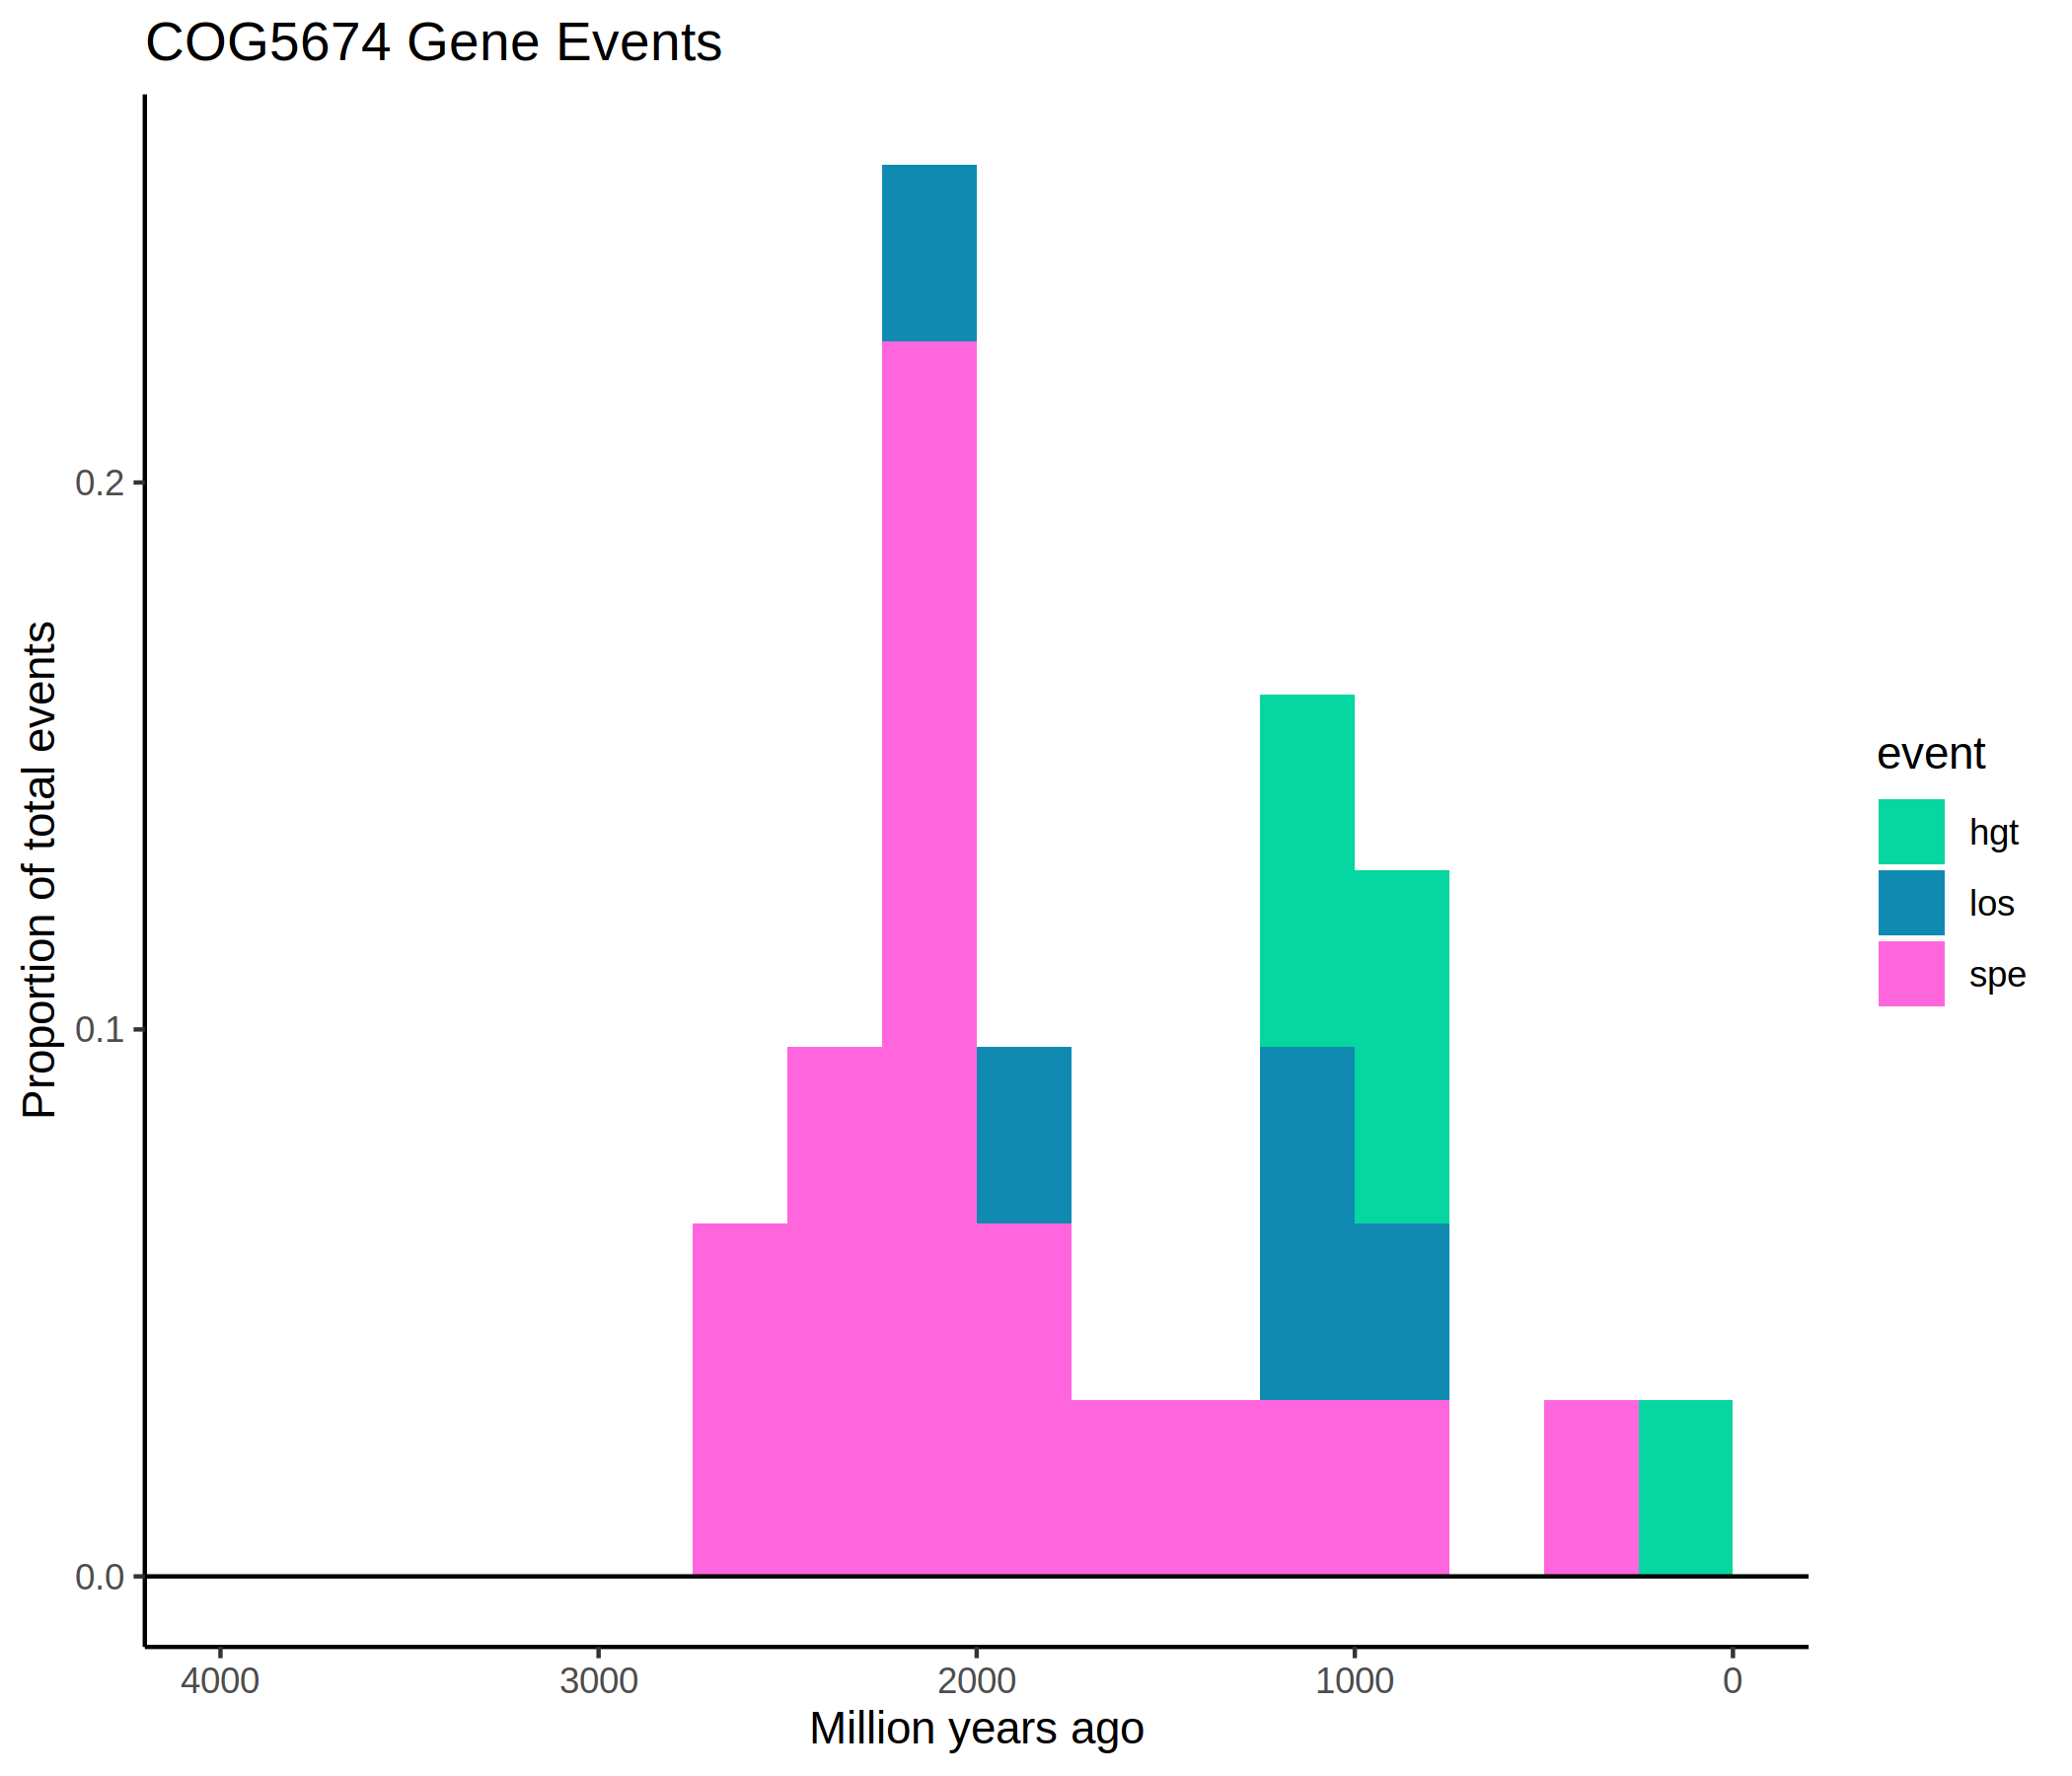 COG5674 Gene Events
Proportion of total events
0.2
0.1
0.0
4000 3000 2000 1000 0
Million years ago
event
hgt
los
spe